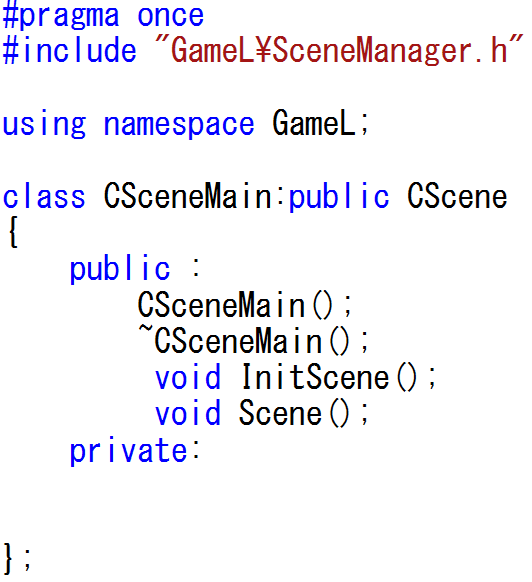 #pragma once
#include "GameL¥SceneManager.h"
using namespace GameL;
class CSceneMain:public CScene
{
public :
CSceneMain();
~CSceneMain();
void InitScene();
void Scene();
private:
};